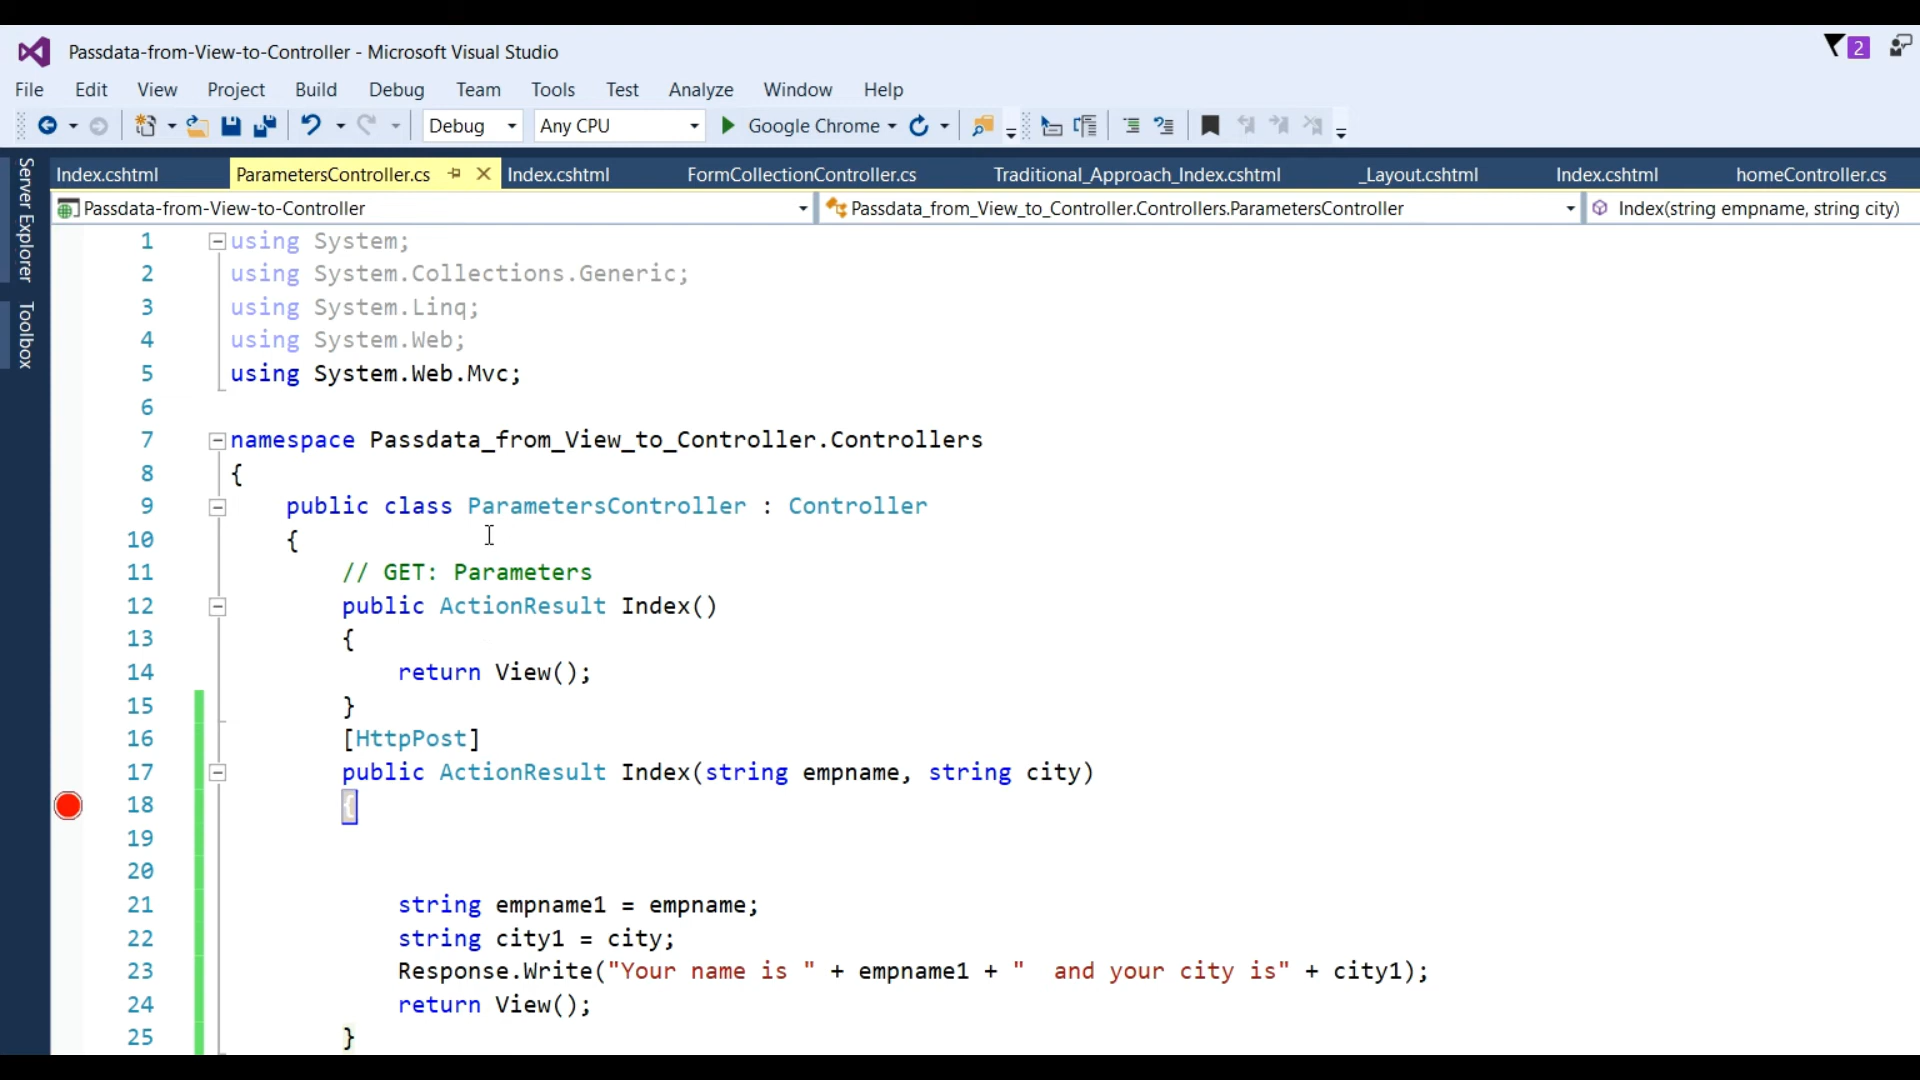 Passdata-from-View-to-Controller - Microsoft Visual Studio
2
File Edit View Project Build Debug Team Tools Test Analyze Window Help
Debug Any CPU Google Chrome
Server Explorer
Toolbox
Index.cshtml ParametersController.cs Index.cshtml FormCollectionController.cs Traditional_Approach_Index.cshtml _Layout.cshtml Index.cshtml homeController.cs
Passdata-from-View-to-Controller Passdata_from_View_to_Controller.Controllers.ParametersController Index(string empname, string city)
1 using System;
2 using System.Collections.Generic;
3 using System.Linq;
4 using System.Web;
5 using System.Web.Mvc;
6
7 namespace Passdata_from_View_to_Controller.Controllers
8 {
9 public class ParametersController : Controller
10 {
11 // GET: Parameters
12 public ActionResult Index()
13 {
14 return View();
15 }
16 [HttpPost]
17 public ActionResult Index(string empname, string city)
18 {
19
20
21 string empname1 = empname;
22 string city1 = city;
23 Response.Write("Your name is " + empname1 + "  and your city is" + city1);
24 return View();
25 }